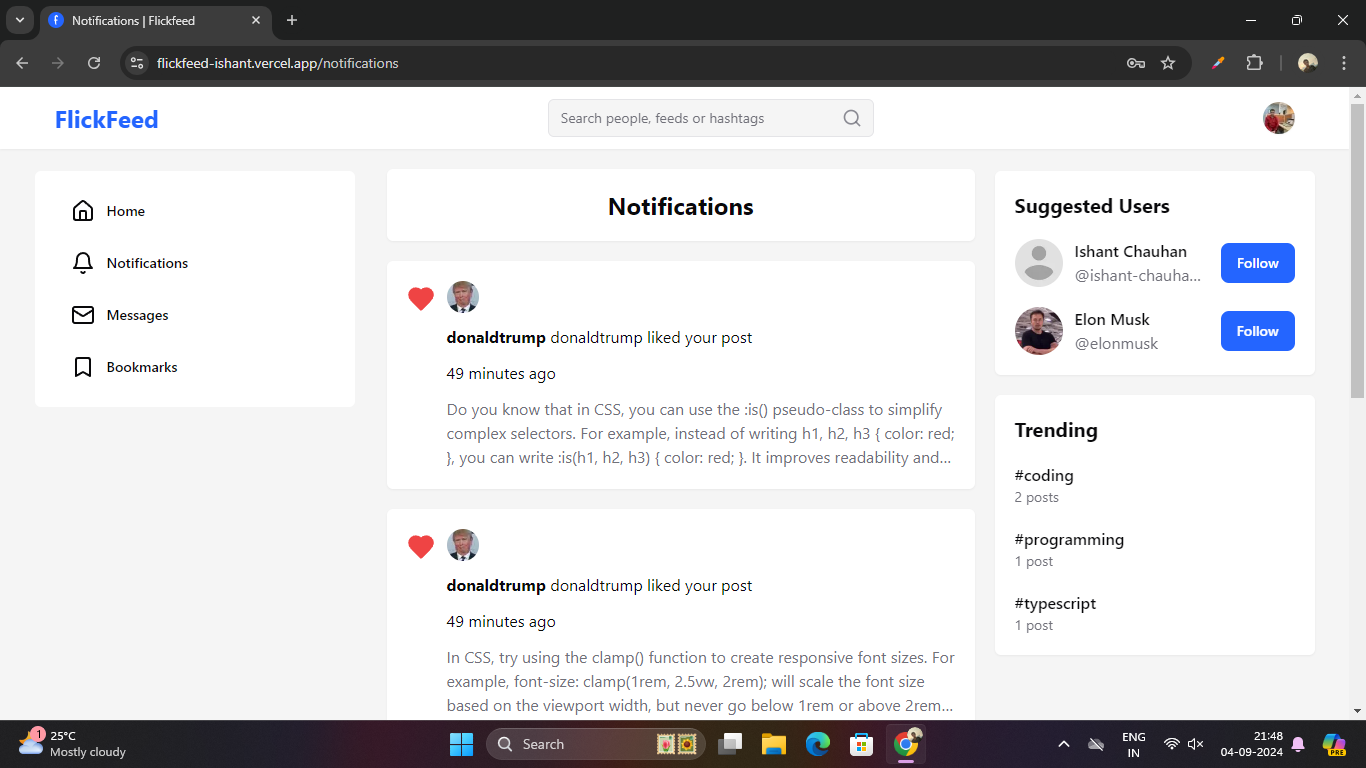 Notifications | Flickfeed
flickfeed-ishant.vercel.app/notifications
FlickFeed
Search people, feeds or hashtags
Home
Notifications
Messages
Bookmarks
Notifications
donaldtrump donaldtrump liked your post
49 minutes ago
Do you know that in CSS, you can use the :is() pseudo-class to simplify
complex selectors. For example, instead of writing h1, h2, h3 { color: red;
}, you can write :is(h1, h2, h3) { color: red; }. It improves readability and...
donaldtrump donaldtrump liked your post
49 minutes ago
In CSS, try using the clamp() function to create responsive font sizes. For
example, font-size: clamp(1rem, 2.5vw, 2rem); will scale the font size
based on the viewport width, but never go below 1rem or above 2rem...
Suggested Users
Ishant Chauhan
@ishant-chauha...
Follow
Elon Musk
@elonmusk
Follow
Trending
#coding
2 posts
#programming
1 post
#typescript
1 post
1
25°C
Mostly cloudy
Search
ENG
IN
21:48
04-09-2024
PRE